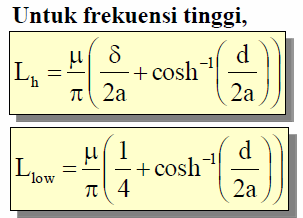 Untuk frekuensi tinggi,
L_h = μ/π (δ/2a + cosh⁻¹(d/2a))
L_low = μ/π (1/4 + cosh⁻¹(d/2a))